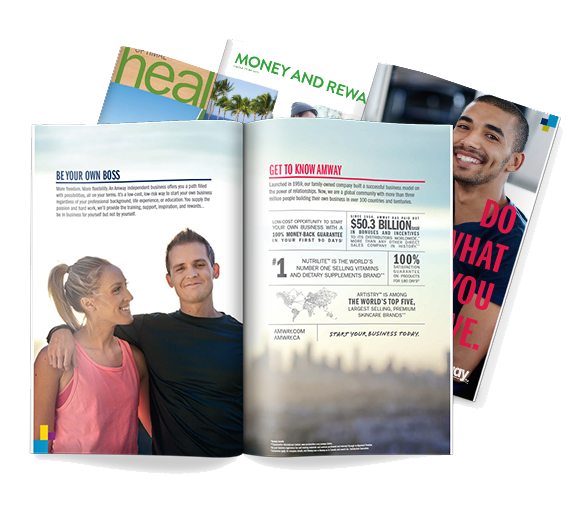 OPTIMAL
heal
MONEY AND REWA
BE YOUR OWN BOSS
More freedom. More flexibility. An Amway independent business offers you a path filled
with possibilities, all on your terms. It's a low-cost, low-risk way to start your own business
regardless of your professional background, life experience, or education. You supply the
passion and hard work, we'll provide the training, support, inspiration, and rewards...
be in business for yourself but not by yourself.
GET TO KNOW AMWAY
Launched in 1959, our family-owned company built a successful business model on
the power of relationships. Now, we are a global community with more than three
million people building their own business in over 100 countries and territories.
LOW-COST OPPORTUNITY TO START
YOUR OWN BUSINESS WITH A
100% MONEY-BACK GUARANTEE
IN YOUR FIRST 90 DAYS
SINCE 1959, AMWAY HAS PAID OUT
$50.3 BILLION
IN BONUSES AND INCENTIVES
TO ITS DISTRIBUTORS WORLDWIDE,
MORE THAN ANY OTHER DIRECT
SALES COMPANY IN HISTORY.
#1
NUTRILITE™ IS THE WORLD'S
NUMBER ONE SELLING VITAMINS
AND DIETARY SUPPLEMENTS BRAND
100%
SATISFACTION
GUARANTEE
ON PRODUCTS
FOR 180 DAYS
ARTISTRY™ IS AMONG
THE WORLD'S TOP FIVE,
LARGEST SELLING, PREMIUM
SKINCARE BRANDS
AMWAY.COM
AMWAY.CA
START YOUR BUSINESS TODAY.
DO
WHAT
YOU
NE.
way